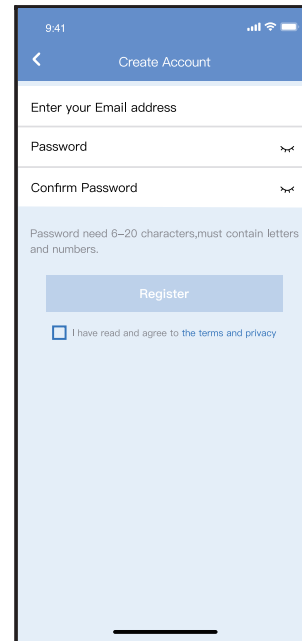 9:41
Create Account
Enter your Email address
Password
Confirm Password
Password need 6–20 characters,must contain letters
and numbers.
Register
I have read and agree to the terms and privacy